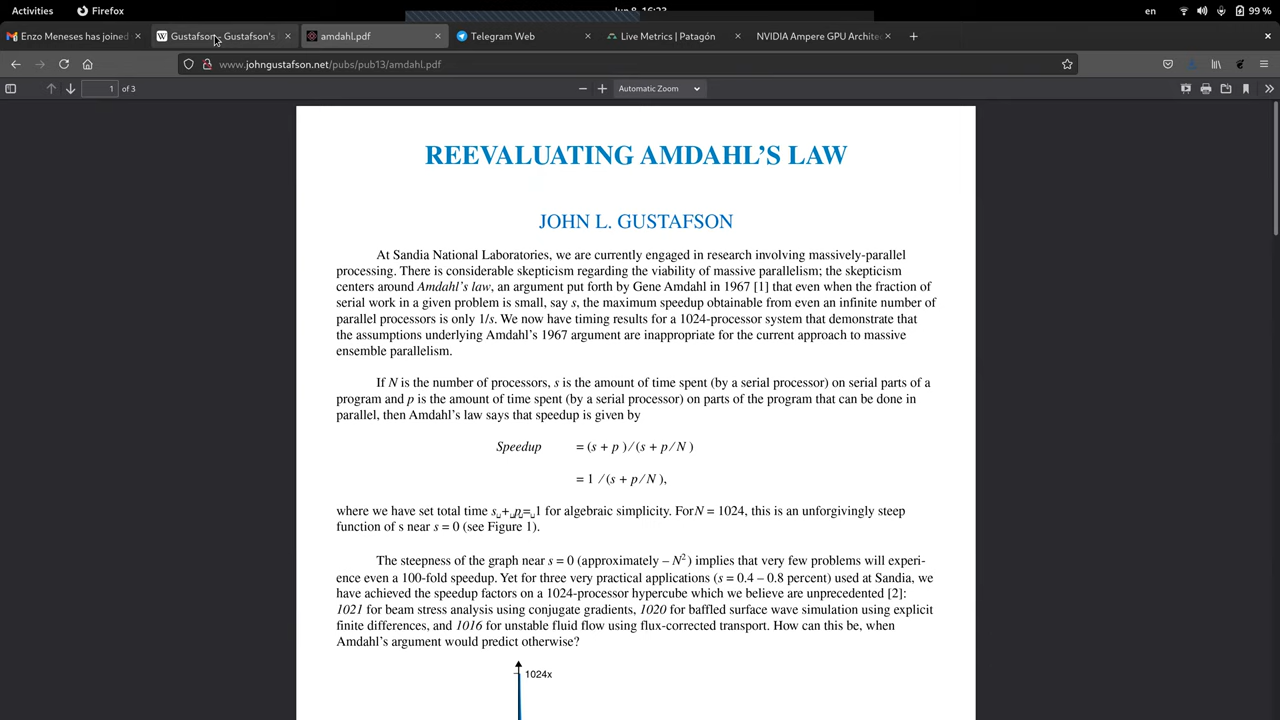 Activities
Firefox
16:23
en
99 %
Enzo Meneses has joined
Gustafson - Gustafson's
amdahl.pdf
Telegram Web
Live Metrics | Patagón
NVIDIA Ampere GPU Archite
www.johngustafson.net/pubs/pub13/amdahl.pdf
1 of 3
Automatic Zoom
REEVALUATING AMDAHL'S LAW
JOHN L. GUSTAFSON
At Sandia National Laboratories, we are currently engaged in research involving massively-parallel
processing. There is considerable skepticism regarding the viability of massive parallelism; the skepticism
centers around Amdahl's law, an argument put forth by Gene Amdahl in 1967 [1] that even when the fraction of
serial work in a given problem is small, say s, the maximum speedup obtainable from even an infinite number of
parallel processors is only 1/s. We now have timing results for a 1024-processor system that demonstrate that
the assumptions underlying Amdahl's 1967 argument are inappropriate for the current approach to massive
ensemble parallelism.
If N is the number of processors, s is the amount of time spent (by a serial processor) on serial parts of a
program and p is the amount of time spent (by a serial processor) on parts of the program that can be done in
parallel, then Amdahl's law says that speedup is given by
Speedup = (s + p ) / (s + p / N )
= 1 / (s + p / N ),
where we have set total time s␣+␣p␣=␣1 for algebraic simplicity. For N = 1024, this is an unforgivingly steep
function of s near s = 0 (see Figure 1).
The steepness of the graph near s = 0 (approximately – N²) implies that very few problems will experi-
ence even a 100-fold speedup. Yet for three very practical applications (s = 0.4 – 0.8 percent) used at Sandia, we
have achieved the speedup factors on a 1024-processor hypercube which we believe are unprecedented [2]:
1021 for beam stress analysis using conjugate gradients, 1020 for baffled surface wave simulation using explicit
finite differences, and 1016 for unstable fluid flow using flux-corrected transport. How can this be, when
Amdahl's argument would predict otherwise?
1024x